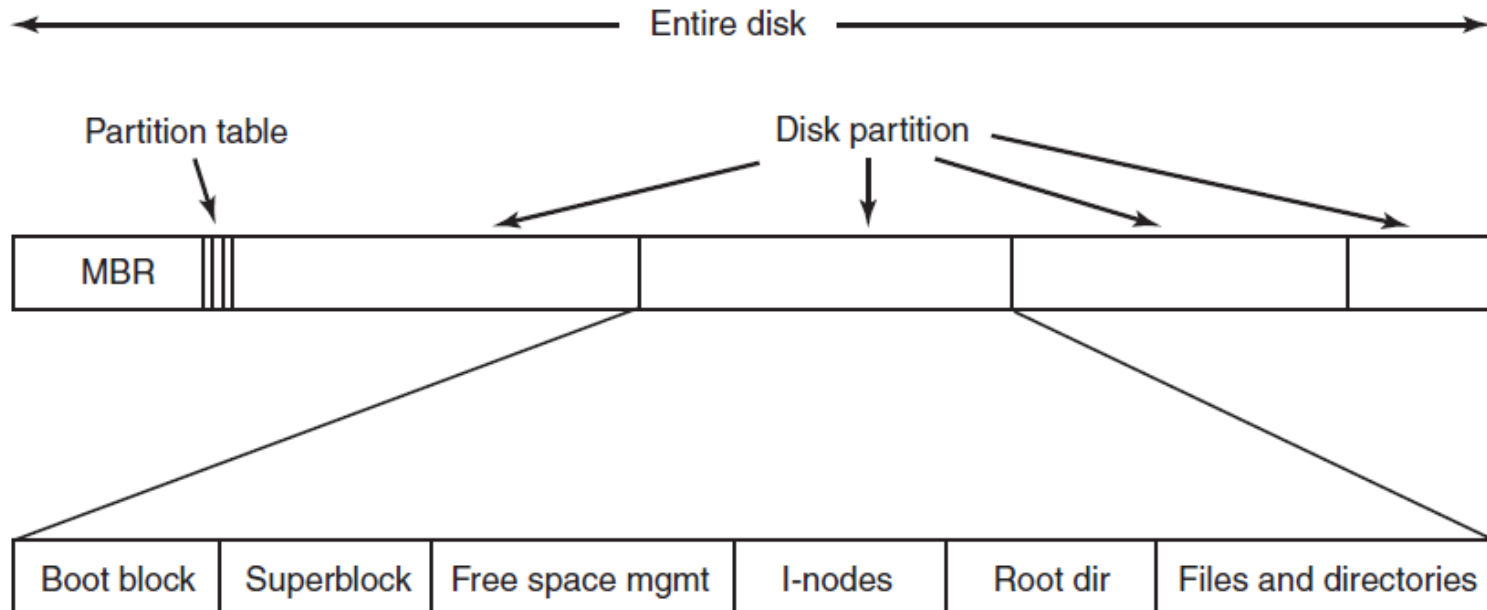 Entire disk
Partition table
Disk partition
MBR
Boot block
Superblock
Free space mgmt
I-nodes
Root dir
Files and directories